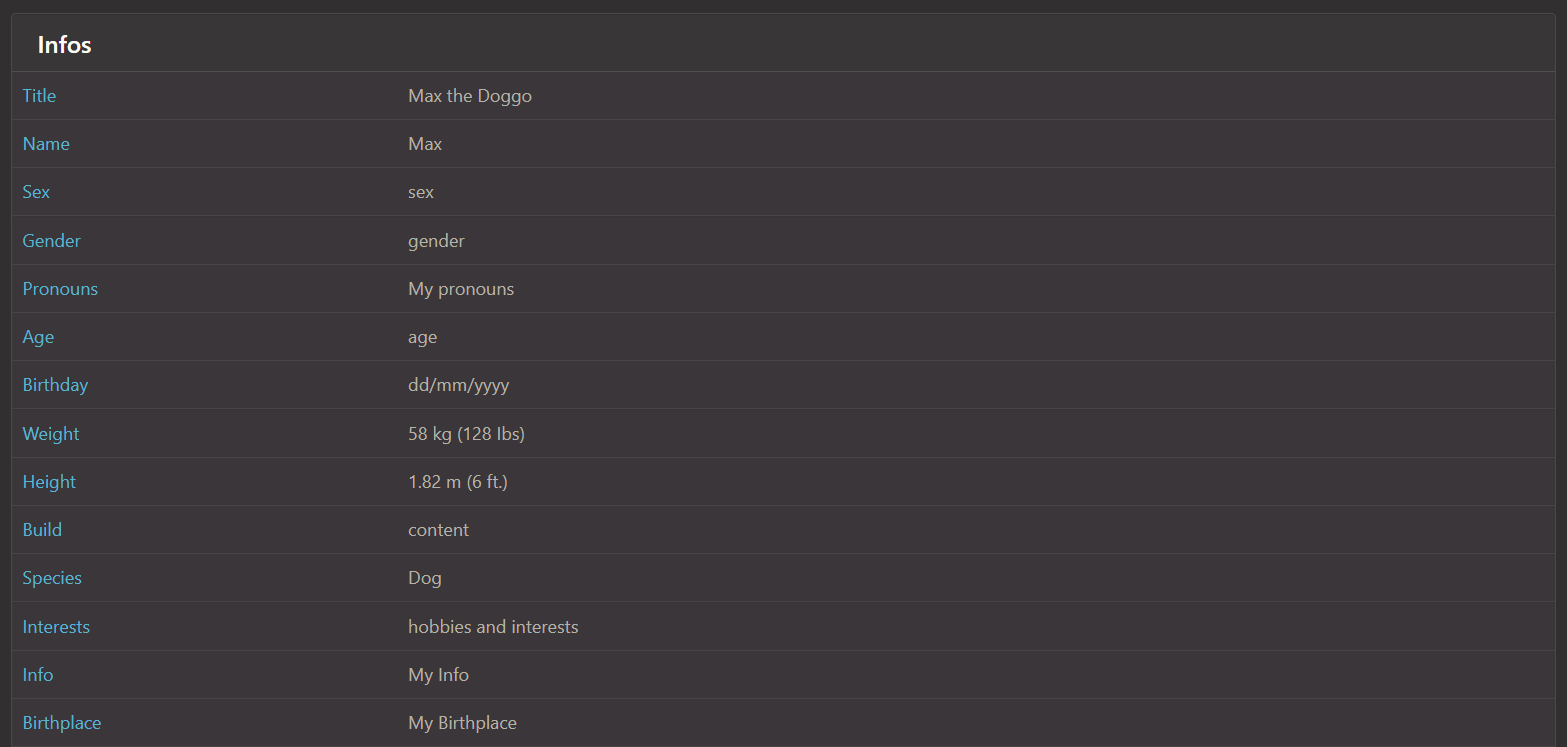 Infos
Title Max the Doggo
Name Max
Sex sex
Gender gender
Pronouns My pronouns
Age age
Birthday dd/mm/yyyy
Weight 58 kg (128 lbs)
Height 1.82 m (6 ft.)
Build content
Species Dog
Interests hobbies and interests
Info My Info
Birthplace My Birthplace